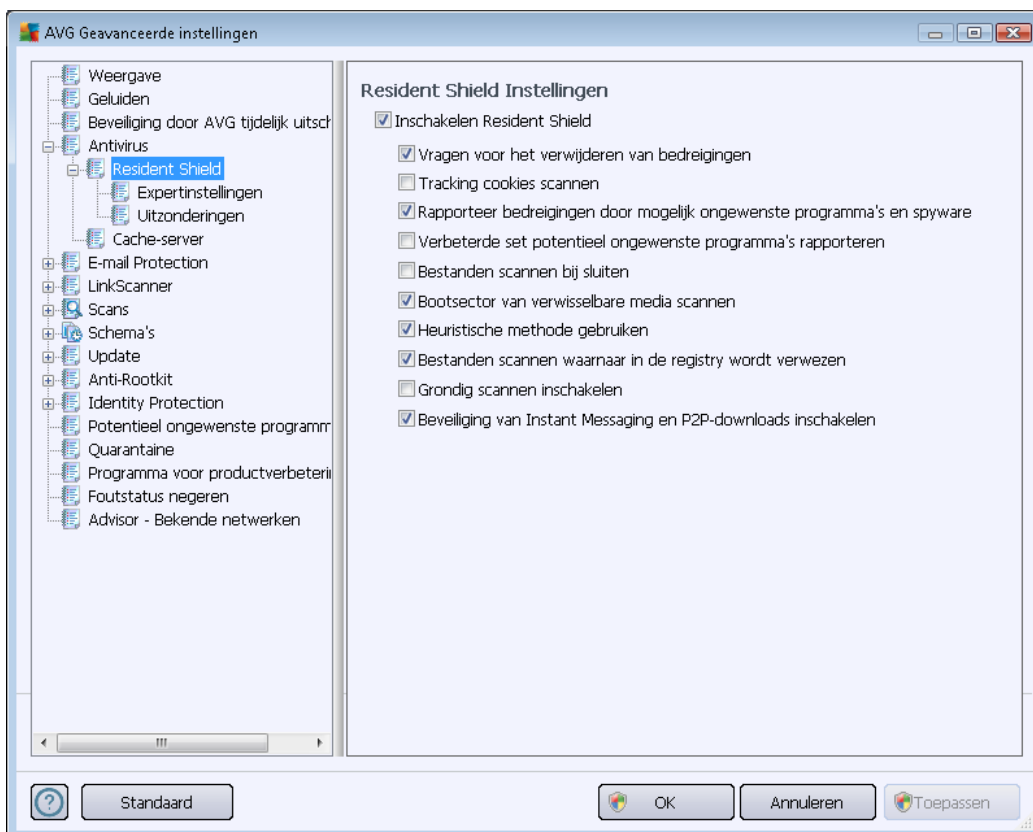 AVG Geavanceerde instellingen
Weergave
Geluiden
Beveiliging door AVG tijdelijk uitsch
Antivirus
Resident Shield
Expertinstellingen
Uitzonderingen
Cache-server
E-mail Protection
LinkScanner
Scans
Schema's
Update
Anti-Rootkit
Identity Protection
Potentieel ongewenste programm
Quarantaine
Programma voor productverbeterin
Foutstatus negeren
Advisor - Bekende netwerken
Resident Shield Instellingen
Inschakelen Resident Shield
Vragen voor het verwijderen van bedreigingen
Tracking cookies scannen
Rapporteer bedreigingen door mogelijk ongewenste programma's en spyware
Verbeterde set potentieel ongewenste programma's rapporteren
Bestanden scannen bij sluiten
Bootsector van verwisselbare media scannen
Heuristische methode gebruiken
Bestanden scannen waarnaar in de registry wordt verwezen
Grondig scannen inschakelen
Beveiliging van Instant Messaging en P2P-downloads inschakelen
?
Standaard
OK
Annuleren
Toepassen